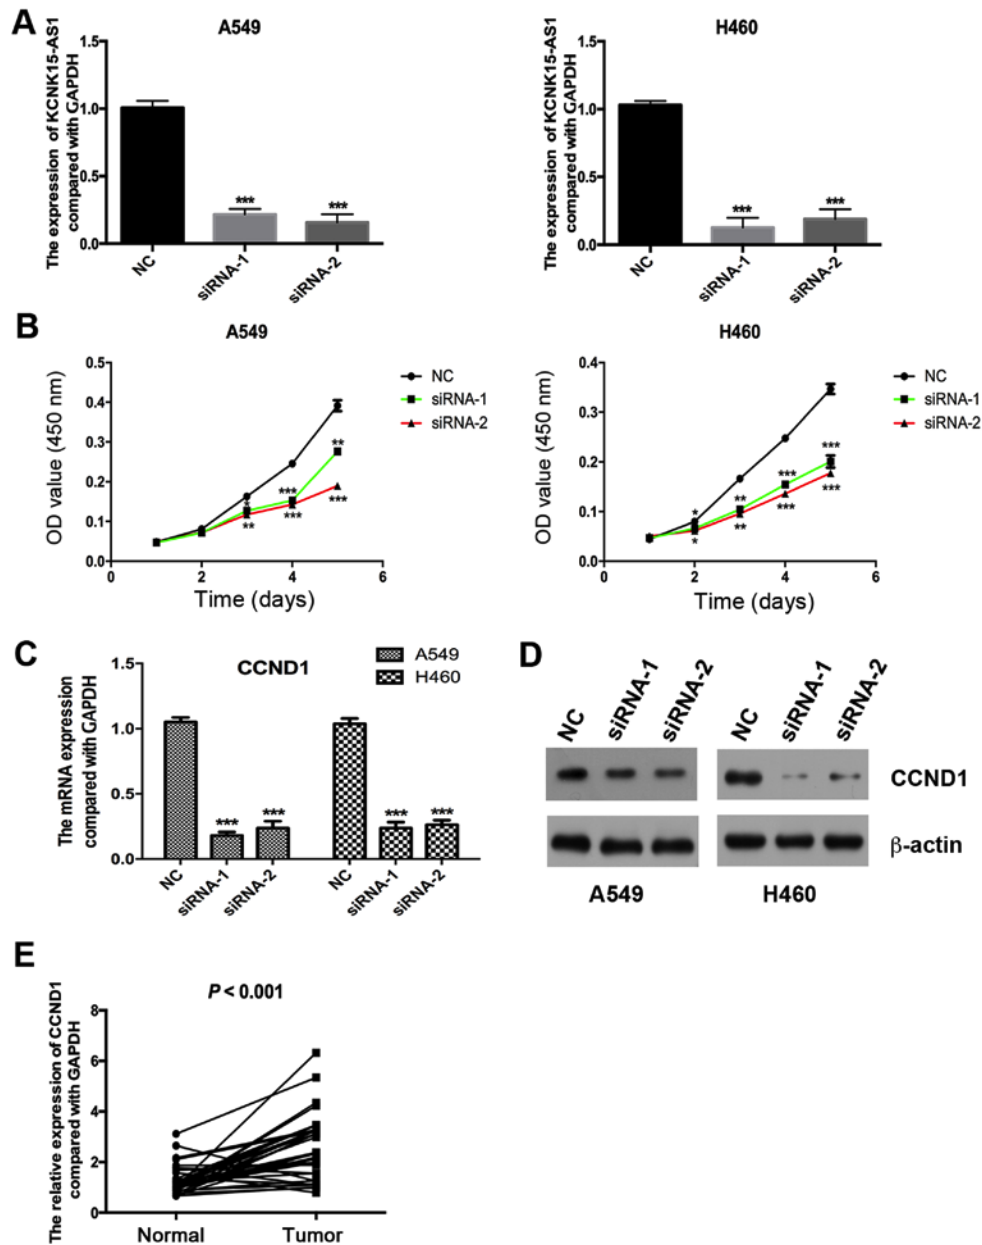 A
A549
The expression of KCNK15-AS1
compared with GAPDH
1.5
1.0
0.5
0.0
***
***
NC
siRNA-1
siRNA-2
H460
The expression of KCNK15-AS1
compared with GAPDH
1.5
1.0
0.5
0.0
***
***
NC
siRNA-1
siRNA-2
B
A549
OD value (450 nm)
0.5
0.4
0.3
0.2
0.1
0.0
0
2
4
6
Time (days)
NC
siRNA-1
siRNA-2
*
**
***
***
**
***
H460
OD value (450 nm)
0.4
0.3
0.2
0.1
0.0
0
2
4
6
Time (days)
NC
siRNA-1
siRNA-2
*
*
**
**
***
***
***
***
C
CCND1
A549
H460
The mRNA expression
compared with GAPDH
1.5
1.0
0.5
0.0
***
***
***
***
NC
siRNA-1
siRNA-2
NC
siRNA-1
siRNA-2
D
NC
siRNA-1
siRNA-2
NC
siRNA-1
siRNA-2
CCND1
β-actin
A549
H460
E
P < 0.001
The relative expression of CCND1
compared with GAPDH
8
6
4
2
0
Normal
Tumor